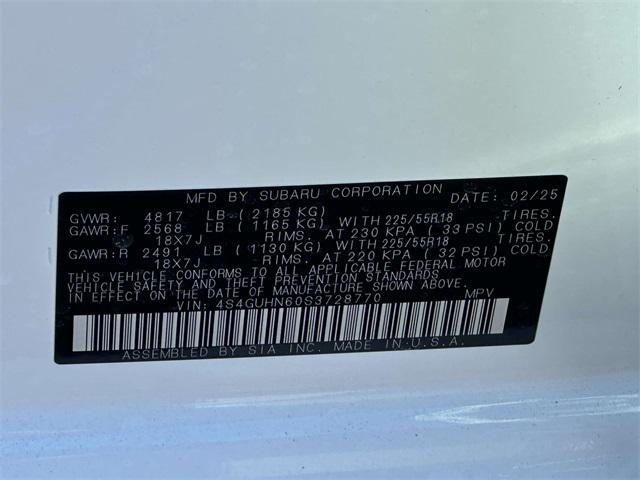 MFD BY SUBARU CORPORATION DATE: 02/25
GVWR: 4817 LB ( 2185 KG)
GAWR:F 2568 LB ( 1165 KG) WITH 225/55R18 TIRES.
18X7J RIMS. AT 230 KPA ( 33 PSI) COLD
GAWR:R 2491 LB ( 1130 KG) WITH 225/55R18 TIRES.
18X7J RIMS. AT 220 KPA ( 32 PSI) COLD
THIS VEHICLE CONFORMS TO ALL APPLICABLE FEDERAL MOTOR
VEHICLE SAFETY AND THEFT PREVENTION STANDARDS
IN EFFECT ON THE DATE OF MANUFACTURE SHOWN ABOVE.
VIN: 4S4GUHN60S3728770 MPV
ASSEMBLED BY SIA INC. MADE IN U.S.A.